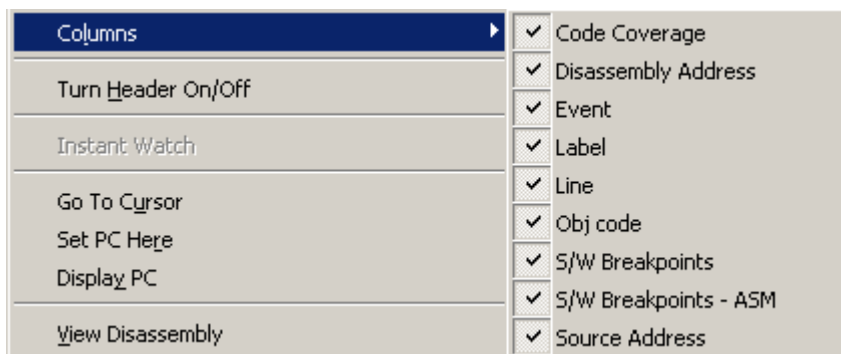 Columns
Turn Header On/Off
Instant Watch
Go To Cursor
Set PC Here
Display PC
View Disassembly
Code Coverage
Disassembly Address
Event
Label
Line
Obj code
S/W Breakpoints
S/W Breakpoints - ASM
Source Address